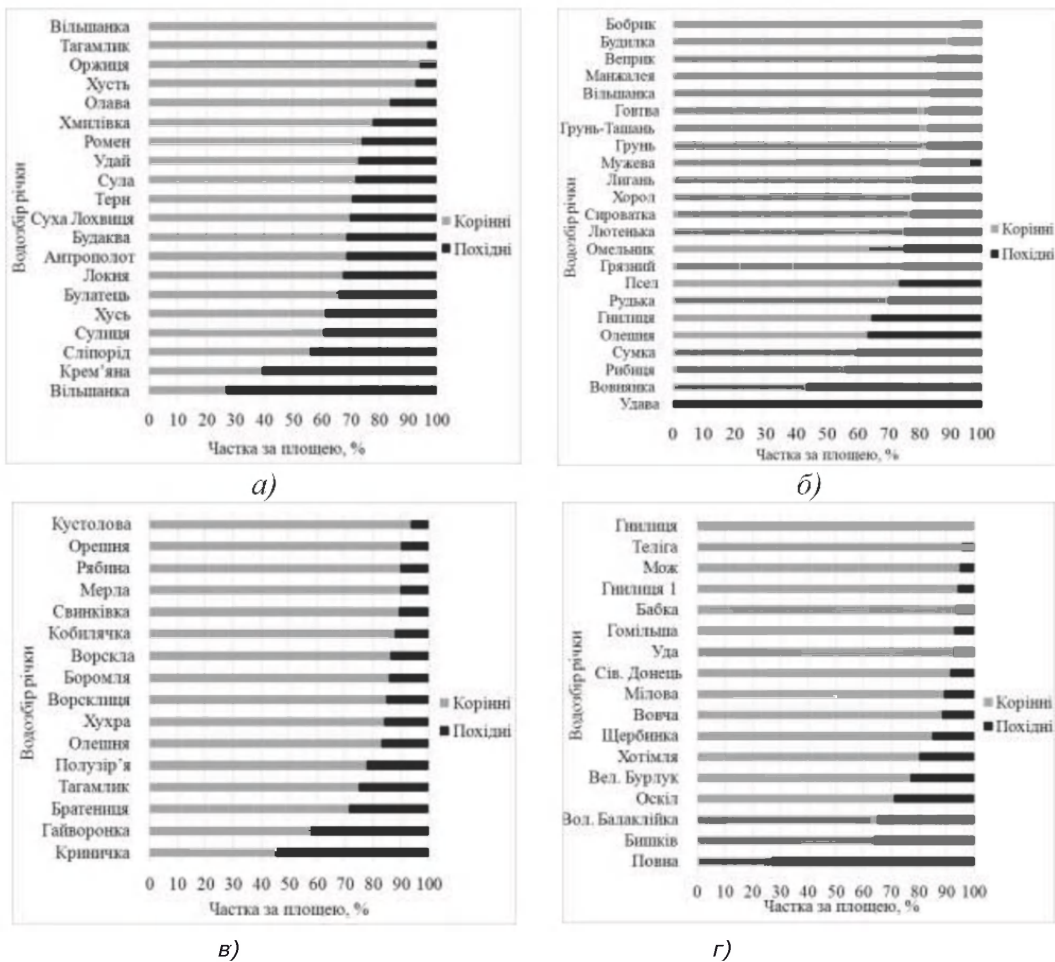 Водозбір річки
Вільшанка
Тагамлик
Оржиця
Хусть
Олава
Хмилівка
Ромен
Удай
Сула
Терн
Суха Лохвиця
Будаква
Антрополот
Локня
Булатець
Хусь
Сулиця
Сліпорід
Крем'яна
Вільшанка
0 10 20 30 40 50 60 70 80 90 100
Частка за площею, %
Корінні
Похідні
а)
Водозбір річки
Бобрик
Будилка
Веприк
Манжалея
Вільшанка
Говтва
Грунь-Ташань
Грунь
Мужева
Лигань
Хорол
Сироватка
Лютенька
Омельник
Грязний
Псел
Рудька
Гнилиця
Олешня
Сумка
Рибиця
Вовнянка
Удава
0 10 20 30 40 50 60 70 80 90 100
Частка за площею, %
Корінні
Похідні
б)
Водозбір річки
Кустолова
Орешня
Рябина
Мерла
Свинківка
Кобилячка
Ворскла
Боромля
Ворсклиця
Хухра
Олешня
Полузір'я
Тагамлик
Братениця
Гайворонка
Криничка
0 10 20 30 40 50 60 70 80 90 100
Частка за площею, %
Корінні
Похідні
в)
Водозбір річки
Гнилиця
Теліга
Мож
Гнилиця 1
Бабка
Гомільша
Уда
Сів. Донець
Мілова
Вовча
Щербинка
Хотімля
Вел. Бурлук
Оскіл
Вол. Балаклійка
Бишків
Повна
0 10 20 30 40 50 60 70 80 90 100
Частка за площею, %
Корінні
Похідні
г)